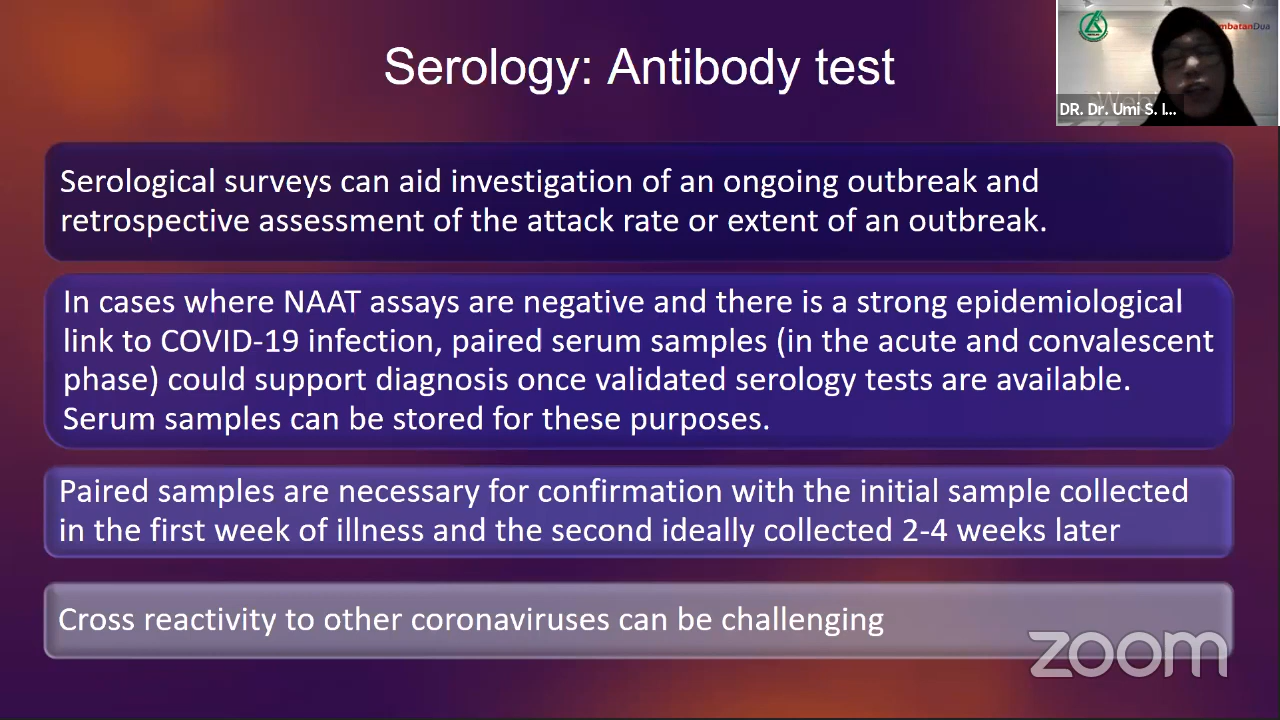 Serology: Antibody test
mbatanDua
DR. Dr. Umi S. I...
Serological surveys can aid investigation of an ongoing outbreak and
retrospective assessment of the attack rate or extent of an outbreak.
In cases where NAAT assays are negative and there is a strong epidemiological
link to COVID-19 infection, paired serum samples (in the acute and convalescent
phase) could support diagnosis once validated serology tests are available.
Serum samples can be stored for these purposes.
Paired samples are necessary for confirmation with the initial sample collected
in the first week of illness and the second ideally collected 2-4 weeks later
Cross reactivity to other coronaviruses can be challenging
zoom